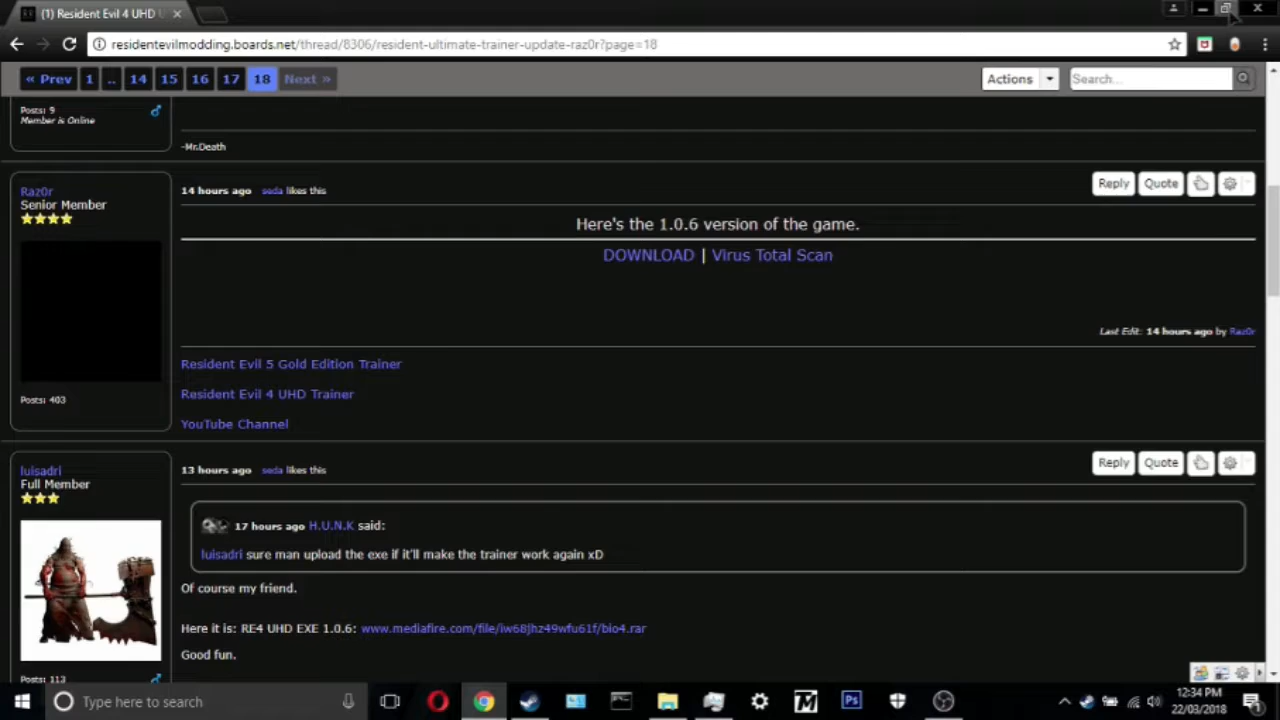 (1) Resident Evil 4 UHD U
residentevilmodding.boards.net/thread/8306/resident-ultimate-trainer-update-raz0r?page=18
« Prev 1 .. 14 15 16 17 18 Next »
Actions
Search...
Posts: 9
Member is Online
-Mr.Death
Raz0r
Senior Member
14 hours ago seda likes this
Reply Quote
Here's the 1.0.6 version of the game.
DOWNLOAD | Virus Total Scan
Last Edit: 14 hours ago by Raz0r
Resident Evil 5 Gold Edition Trainer
Resident Evil 4 UHD Trainer
YouTube Channel
Posts: 403
luisadri
Full Member
13 hours ago seda likes this
Reply Quote
17 hours ago H.U.N.K said:
luisadri sure man upload the exe if it'll make the trainer work again xD
Of course my friend.
Here it is: RE4 UHD EXE 1.0.6: www.mediafire.com/file/iw68jhz49wfu61f/bio4.rar
Good fun.
Posts: 113
Type here to search
Ps
12:34 PM
22/03/2018